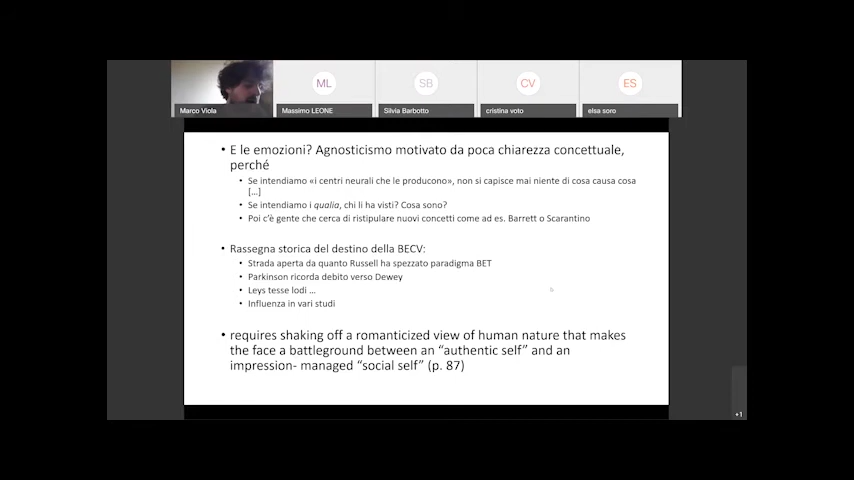 ML
SB
CV
ES
Marco Viola
Massimo LEONE
Silvia Barbotto
cristina voto
elsa soro
• E le emozioni? Agnosticismo motivato da poca chiarezza concettuale,
perché
• Se intendiamo «i centri neurali che le producono», non si capisce mai niente di cosa causa cosa
[…]
• Se intendiamo i qualia, chi li ha visti? Cosa sono?
• Poi c'è gente che cerca di ristipulare nuovi concetti come ad es. Barrett o Scarantino
• Rassegna storica del destino della BECV:
• Strada aperta da quanto Russell ha spezzato paradigma BET
• Parkinson ricorda debito verso Dewey
• Leys tesse lodi …
• Influenza in vari studi
• requires shaking off a romanticized view of human nature that makes
the face a battleground between an “authentic self” and an
impression- managed “social self” (p. 87)
+1